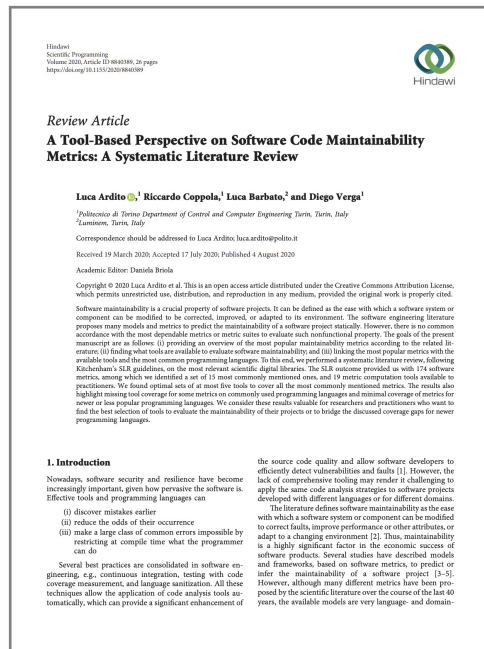 Hindawi
Scientific Programming
Volume 2020, Article ID 8840389, 26 pages
https://doi.org/10.1155/2020/8840389
Hindawi
Review Article
A Tool-Based Perspective on Software Code Maintainability
Metrics: A Systematic Literature Review
Luca Ardito,1 Riccardo Coppola,1 Luca Barbato,2 and Diego Verga1
1Politecnico di Torino Department of Control and Computer Engineering Turin, Turin, Italy
2Luminem, Turin, Italy
Correspondence should be addressed to Luca Ardito; luca.ardito@polito.it
Received 19 March 2020; Accepted 17 July 2020; Published 4 August 2020
Academic Editor: Daniela Briola
Copyright © 2020 Luca Ardito et al. This is an open access article distributed under the Creative Commons Attribution License,
which permits unrestricted use, distribution, and reproduction in any medium, provided the original work is properly cited.
Software maintainability is a crucial property of software projects. It can be defined as the ease with which a software system or
component can be modified to be corrected, improved, or adapted to its environment. The software engineering literature
proposes many models and metrics to predict the maintainability of a software project statically. However, there is no common
accordance with the most dependable metrics or metric suites to evaluate such nonfunctional property. The goals of the present
manuscript are as follows: (i) providing an overview of the most popular maintainability metrics according to the related lit-
erature; (ii) finding what tools are available to evaluate software maintainability; and (iii) linking the most popular metrics with the
available tools and the most common programming languages. To this end, we performed a systematic literature review, following
Kitchenham's SLR guidelines, on the most relevant scientific digital libraries. The SLR outcome provided us with 174 software
metrics, among which we identified a set of 15 most commonly mentioned ones, and 19 metric computation tools available to
practitioners. We found optimal sets of at most five tools to cover all the most commonly mentioned metrics. The results also
highlight missing tool coverage for some metrics on commonly used programming languages and minimal coverage of metrics for
newer or less popular programming languages. We consider these results valuable for researchers and practitioners who want to
find the best selection of tools to evaluate the maintainability of their projects or to bridge the discussed coverage gaps for newer
programming languages.
1. Introduction
Nowadays, software security and resilience have become
increasingly important, given how pervasive the software is.
Effective tools and programming languages can
(i) discover mistakes earlier
(ii) reduce the odds of their occurrence
(iii) make a large class of common errors impossible by
restricting at compile time what the programmer
can do
Several best practices are consolidated in software en-
gineering, e.g., continuous integration, testing with code
coverage measurement, and language sanitization. All these
techniques allow the application of code analysis tools au-
tomatically, which can provide a significant enhancement of
the source code quality and allow software developers to
efficiently detect vulnerabilities and faults [1]. However, the
lack of comprehensive tooling may render it challenging to
apply the same code analysis strategies to software projects
developed with different languages or for different domains.
The literature defines software maintainability as the ease
with which a software system or component can be modified
to correct faults, improve performance or other attributes, or
adapt to a changing environment [2]. Thus, maintainability
is a highly significant factor in the economic success of
software products. Several studies have described models
and frameworks, based on software metrics, to predict or
infer the maintainability of a software project [3–5].
However, although many different metrics have been pro-
posed by the scientific literature over the course of the last 40
years, the available models are very language- and domain-